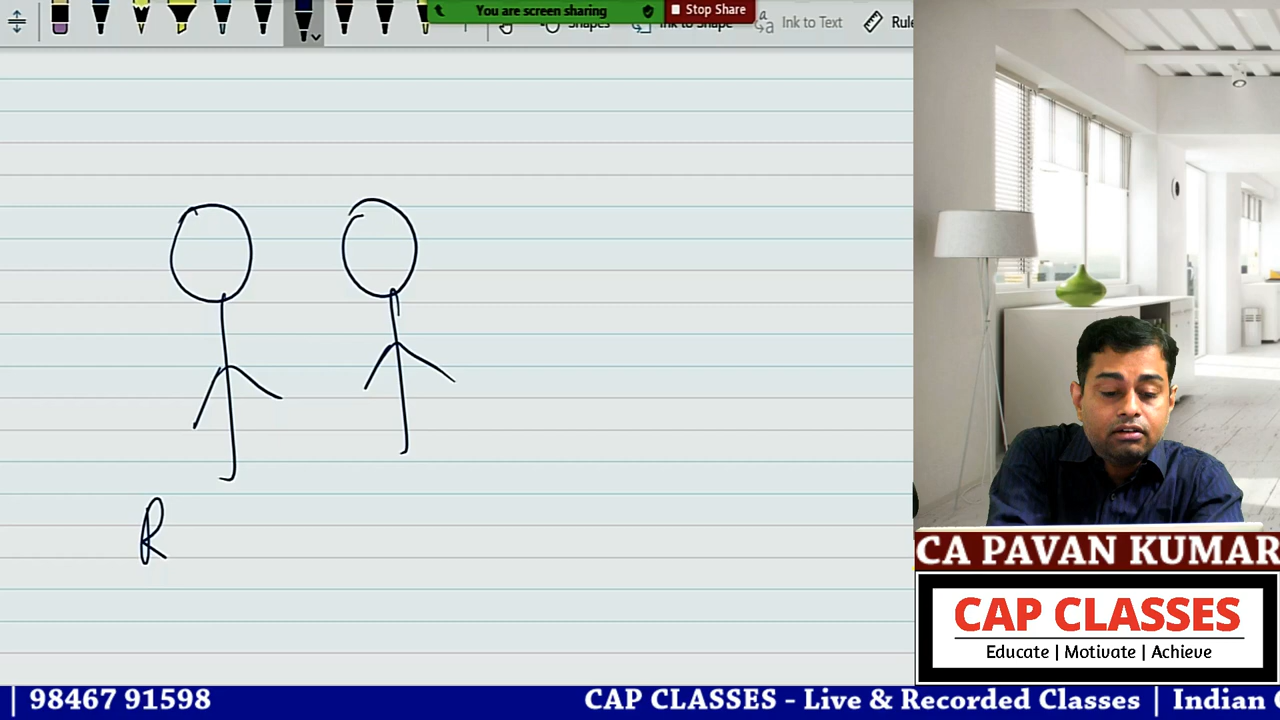 You are screen sharing
Stop Share
Shapes
Ink to Shape
Ink to Text
Rule
R
CA PAVAN KUMAR
CAP CLASSES
Educate | Motivate | Achieve
| 98467 91598
CAP CLASSES - Live & Recorded Classes | Indian